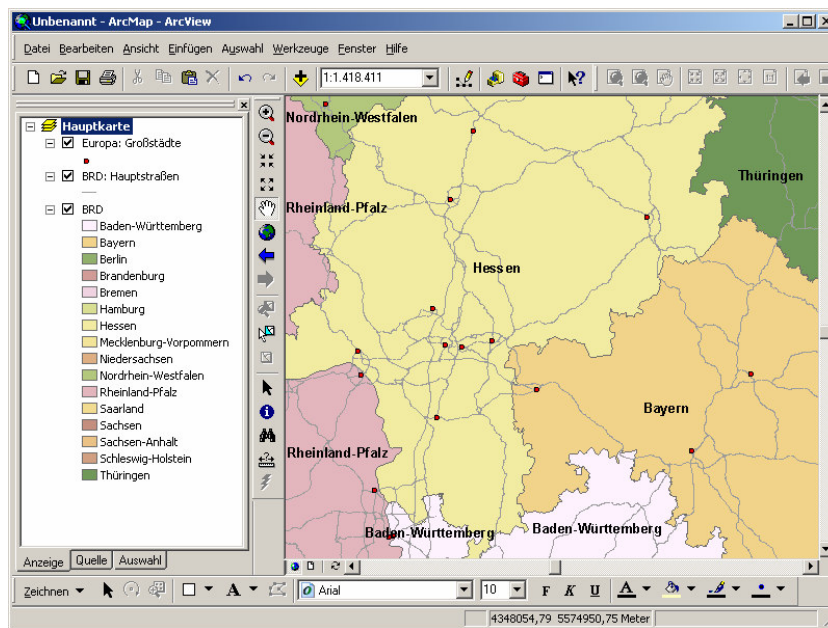 Unbenannt - ArcMap - ArcView
Datei Bearbeiten Ansicht Einfügen Auswahl Werkzeuge Fenster Hilfe
1:1.418.411
Hauptkarte
Europa: Großstädte
BRD: Hauptstraßen
BRD
Baden-Württemberg
Bayern
Berlin
Brandenburg
Bremen
Hamburg
Hessen
Mecklenburg-Vorpommern
Niedersachsen
Nordrhein-Westfalen
Rheinland-Pfalz
Saarland
Sachsen
Sachsen-Anhalt
Schleswig-Holstein
Thüringen
Anzeige Quelle Auswahl
Nordrhein-Westfalen
Thüringen
Rheinland-Pfalz
Hessen
Bayern
Rheinland-Pfalz
Baden-Württemberg
Baden-Württemberg
Zeichnen A Arial 10 F K U A
4348054,79 5574950,75 Meter